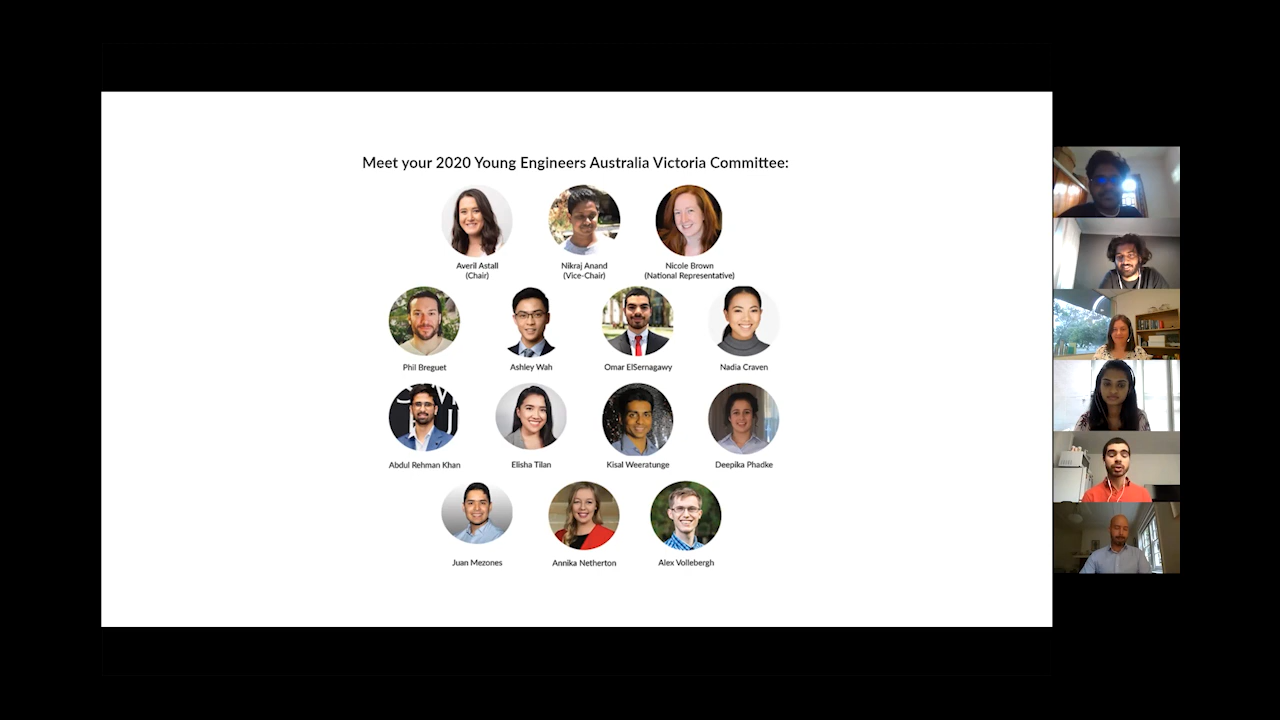 Meet your 2020 Young Engineers Australia Victoria Committee:
Averil Astall
(Chair)
Nikraj Anand
(Vice-Chair)
Nicole Brown
(National Representative)
Phil Breguet
Ashley Wah
Omar ElSernagawy
Nadia Craven
Abdul Rehman Khan
Elisha Tilan
Kisal Weeratunge
Deepika Phadke
Juan Mezones
Annika Netherton
Alex Vollebergh